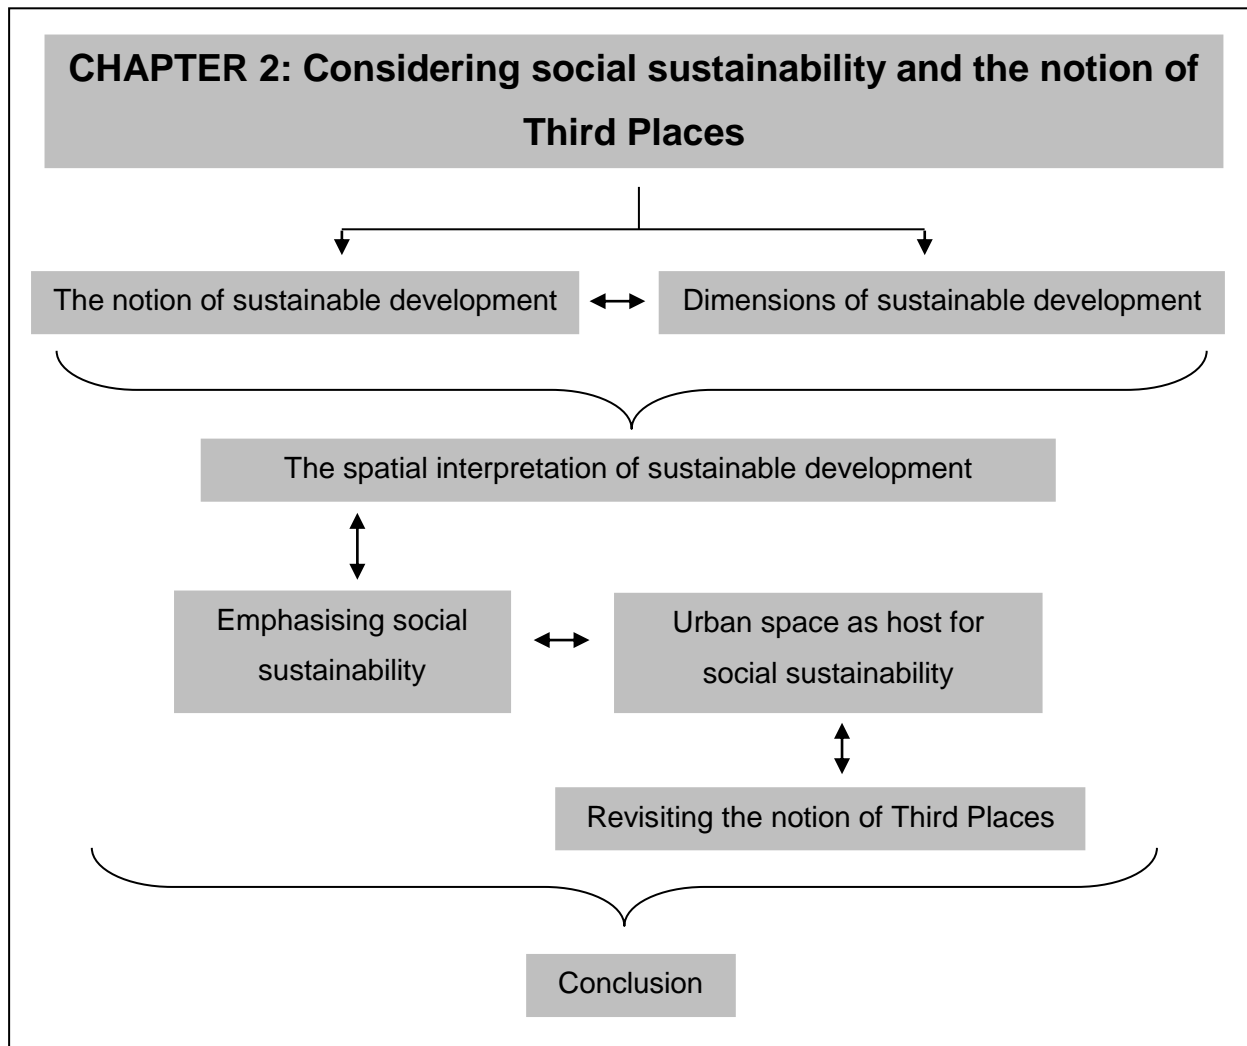 CHAPTER 2: Considering social sustainability and the notion of
Third Places
The notion of sustainable development
Dimensions of sustainable development
The spatial interpretation of sustainable development
Emphasising social
sustainability
Urban space as host for
social sustainability
Revisiting the notion of Third Places
Conclusion